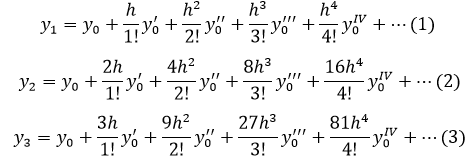 y₁ = y₀ + h/1! y₀′ + h²/2! y₀′′ + h³/3! y₀′′′ + h⁴/4! y₀ᴵⱽ + ⋯ (1)
y₂ = y₀ + 2h/1! y₀′ + 4h²/2! y₀′′ + 8h³/3! y₀′′′ + 16h⁴/4! y₀ᴵⱽ + ⋯ (2)
y₃ = y₀ + 3h/1! y₀′ + 9h²/2! y₀′′ + 27h³/3! y₀′′′ + 81h⁴/4! y₀ᴵⱽ + ⋯ (3)